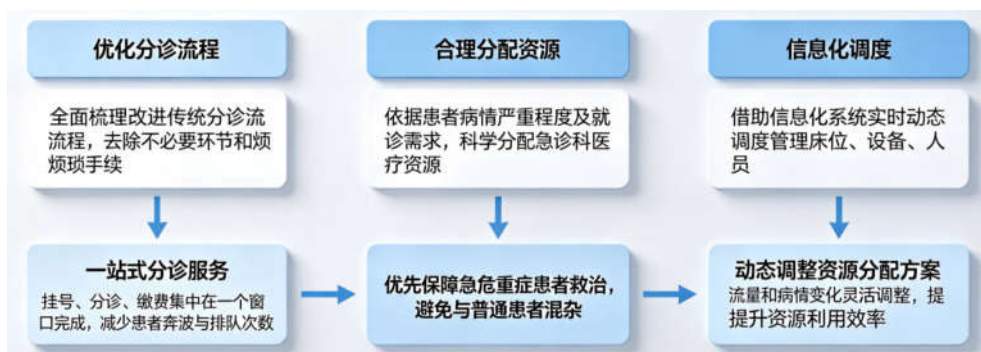 优化分诊流程
全面梳理改进传统分诊流
流程，去除不必要环节和烦
烦琐手续
一站式分诊服务
挂号、分诊、缴费集中在一个窗
口完成，减少患者奔波与排队次数
合理分配资源
依据患者病情严重程度及就
诊需求，科学分配急诊科医
疗资源
优先保障急危重症患者救治，
避免与普通患者混杂
信息化调度
借助信息化系统实时动态
调度管理床位、设备、人
员
动态调整资源分配方案
流量和病情变化灵活调整，提
提升资源利用效率